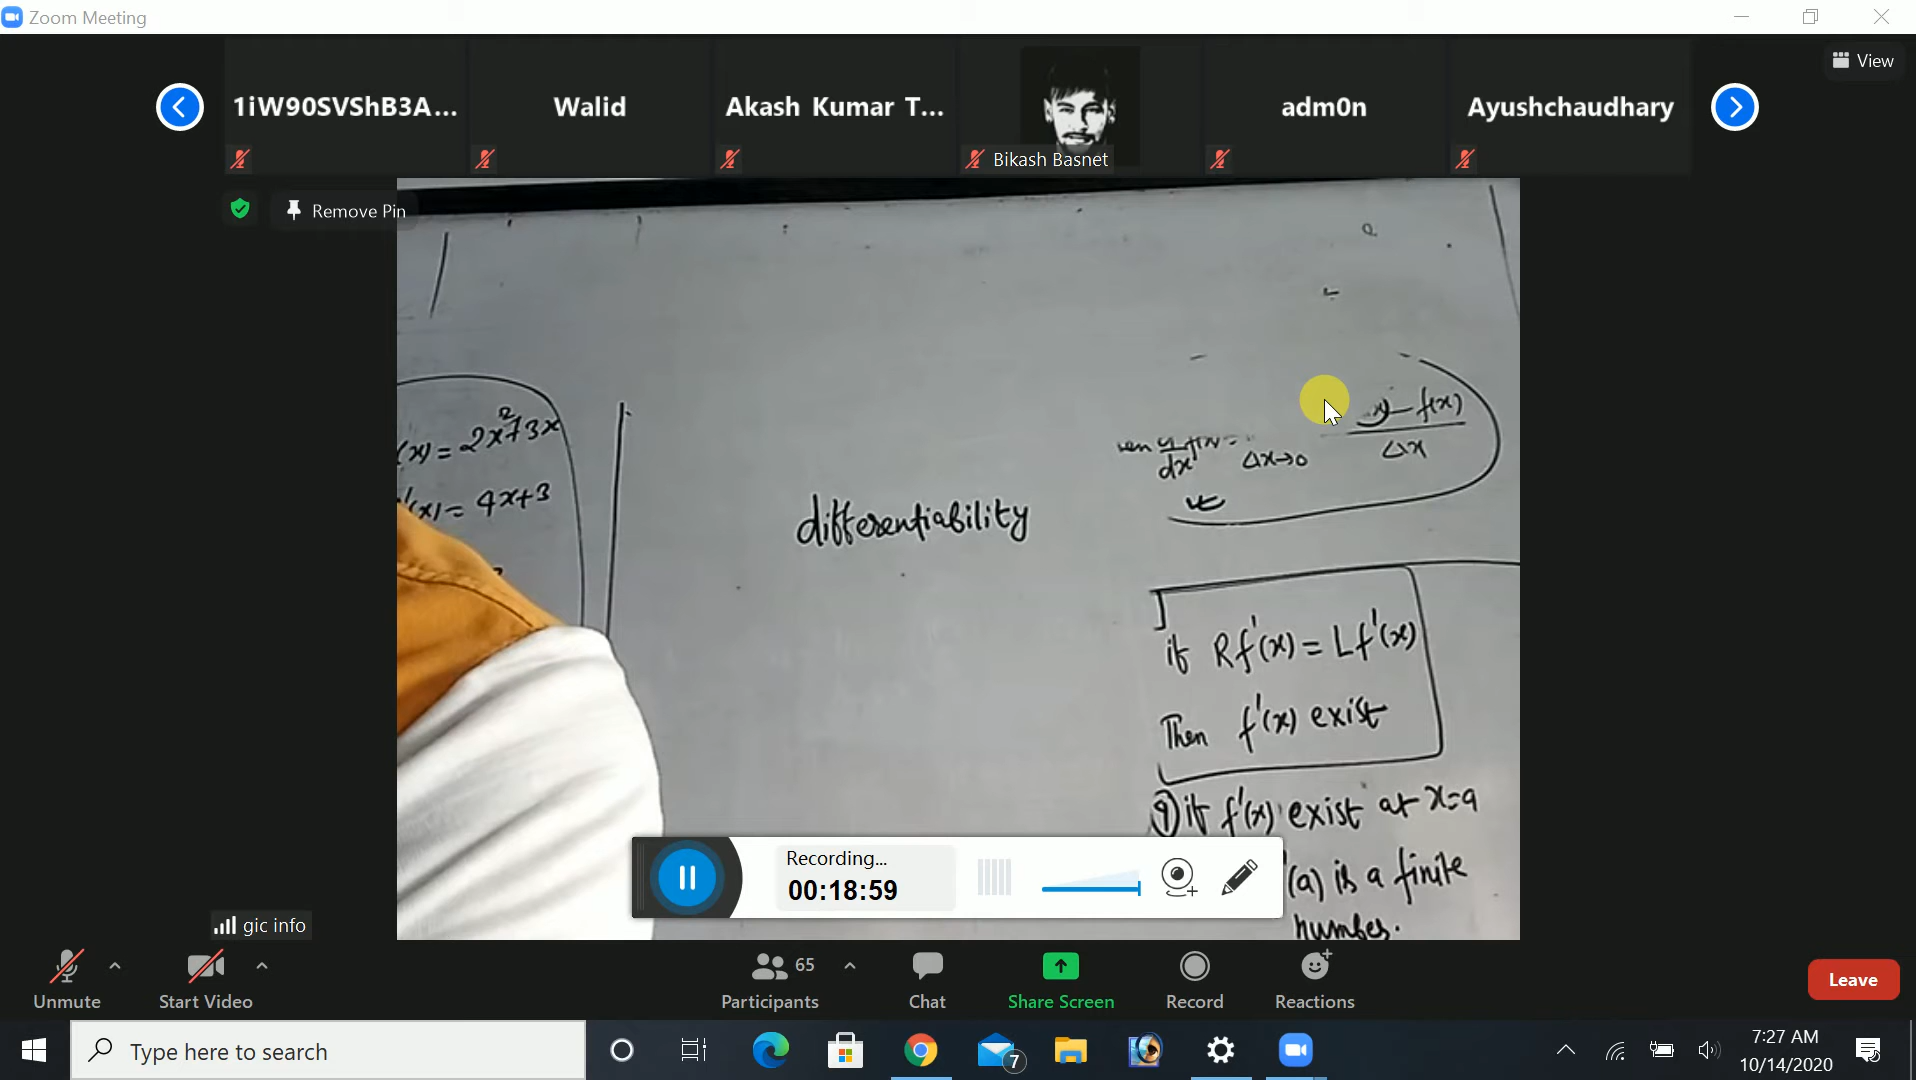 Zoom Meeting
View
1iW90SVShB3A...
Walid
Akash Kumar T...
Bikash Basnet
adm0n
Ayushchaudhary
Remove Pin
(x) = 2x²+3x
'(x) = 4x+3
differentiability
dx
Δx→0
f(x)
Δx
if Rf'(x) = Lf'(x)
Then f'(x) exist
if f'(x) exist at x=a
(a) is a finite
number.
Recording...
00:18:59
gic info
Unmute
Start Video
65
Participants
Chat
Share Screen
Record
Reactions
Leave
Type here to search
7
7:27 AM
10/14/2020